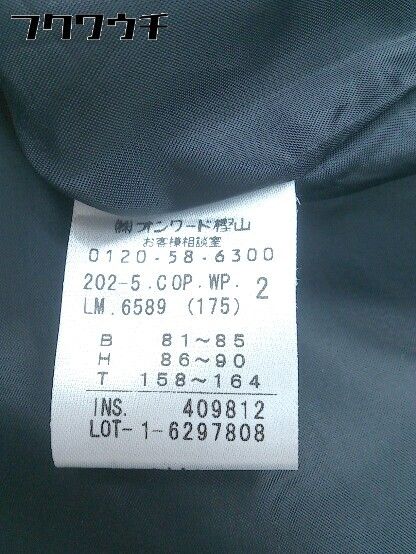 フクワウチ
㈱オンワード樫山
お客様相談室
0120-58-6300
202-5.COP.WP. 2
LM.6589 (175)
B 81~85
H 86~90
T 158~164
INS. 409812
LOT-1-6297808